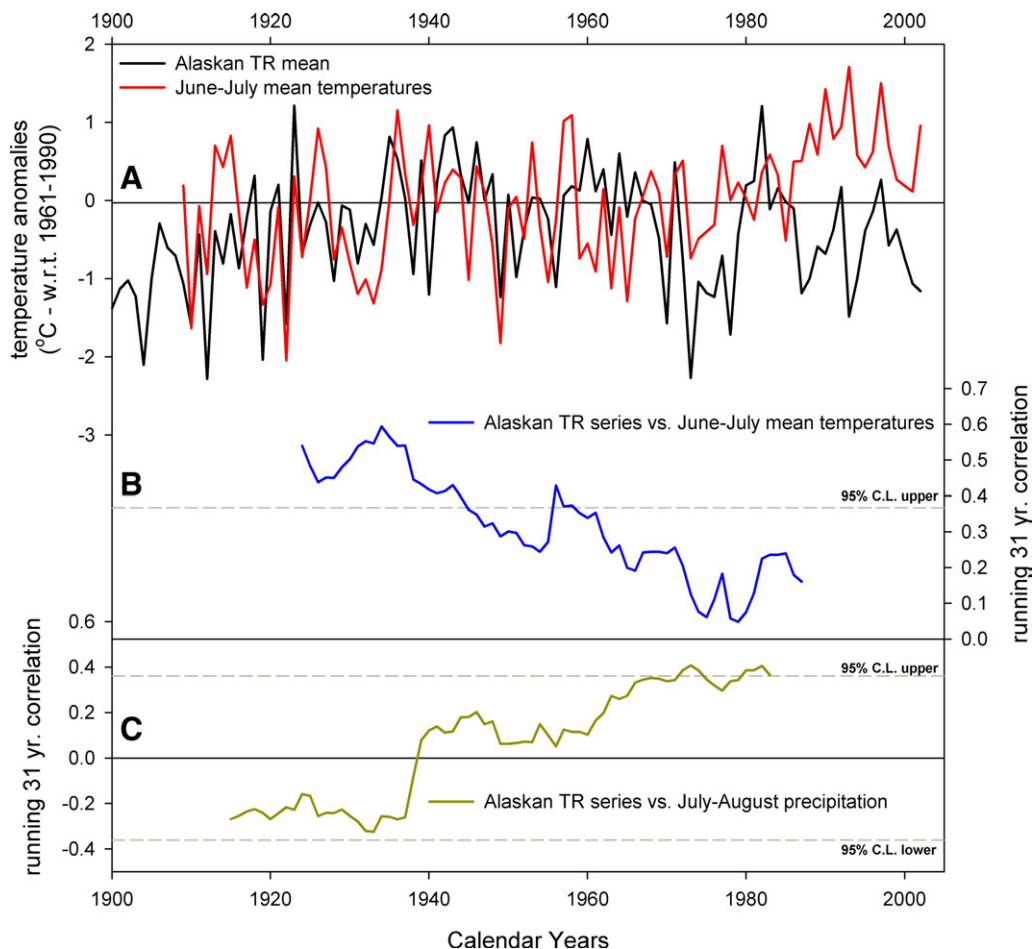 1900 1920 1940 1960 1980 2000
2
Alaskan TR mean
June-July mean temperatures
1
A
0
-1
-2
-3
temperature anomalies
(°C - w.r.t. 1961-1990)
0.7
Alaskan TR series vs. June-July mean temperatures
0.6
0.5
B
95% C.L. upper
0.4
0.3
0.2
0.1
0.0
running 31 yr. correlation
0.6
0.4
95% C.L. upper
0.2
C
0.0
Alaskan TR series vs. July-August precipitation
-0.2
-0.4
95% C.L. lower
running 31 yr. correlation
1900 1920 1940 1960 1980 2000
Calendar Years